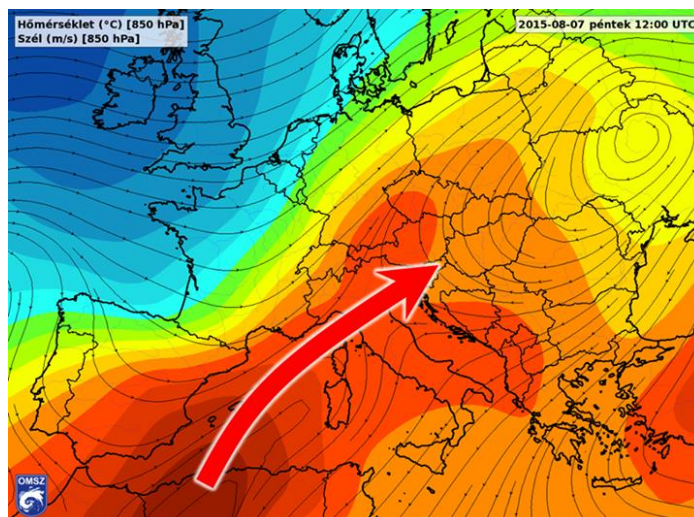 Hőmérséklet (°C) [850 hPa]
Szél (m/s) [850 hPa]
2015-08-07 péntek 12:00 UTC
OMSZ